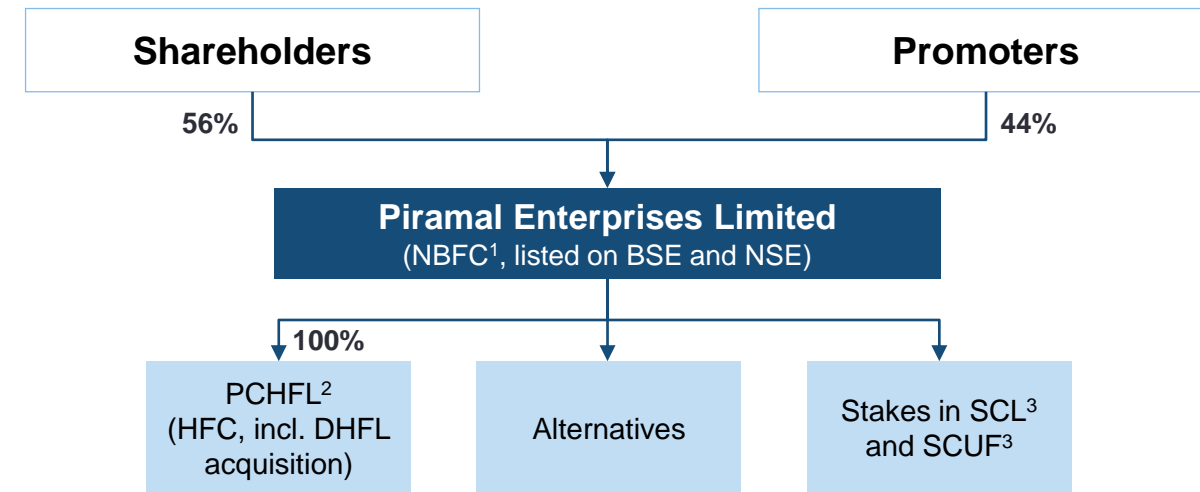 Shareholders
Promoters
56%
44%
Piramal Enterprises Limited
(NBFC¹, listed on BSE and NSE)
100%
PCHFL²
(HFC, incl. DHFL
acquisition)
Alternatives
Stakes in SCL³
and SCUF³